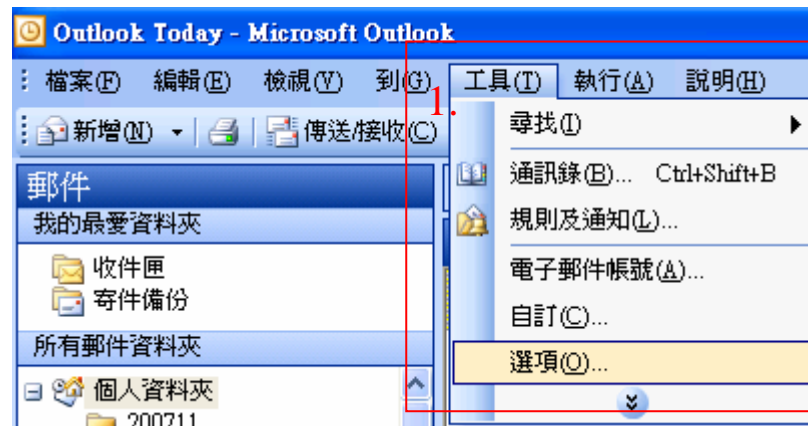 Outlook Today - Microsoft Outlook
檔案(F) 編輯(E) 檢視(V) 到(G) 工具(T) 執行(A) 說明(H)
1.
新增(N) 傳送/接收(C)
尋找(I)
通訊錄(B)... Ctrl+Shift+B
規則及通知(L)...
電子郵件帳號(A)...
自訂(C)...
選項(O)...
郵件
我的最愛資料夾
收件匣
寄件備份
所有郵件資料夾
個人資料夾
200711